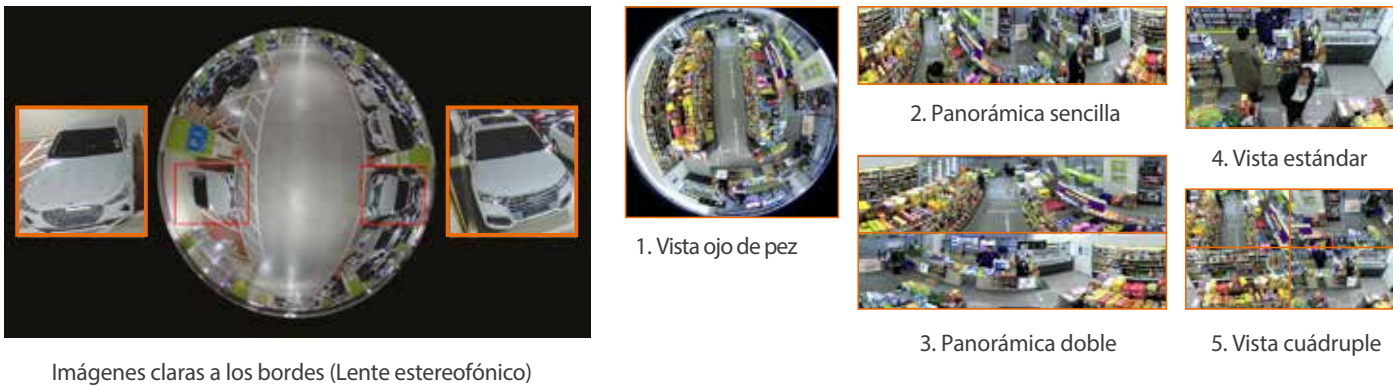 Imágenes claras a los bordes (Lente estereofónico)
1. Vista ojo de pez
2. Panorámica sencilla
3. Panorámica doble
4. Vista estándar
5. Vista cuádruple